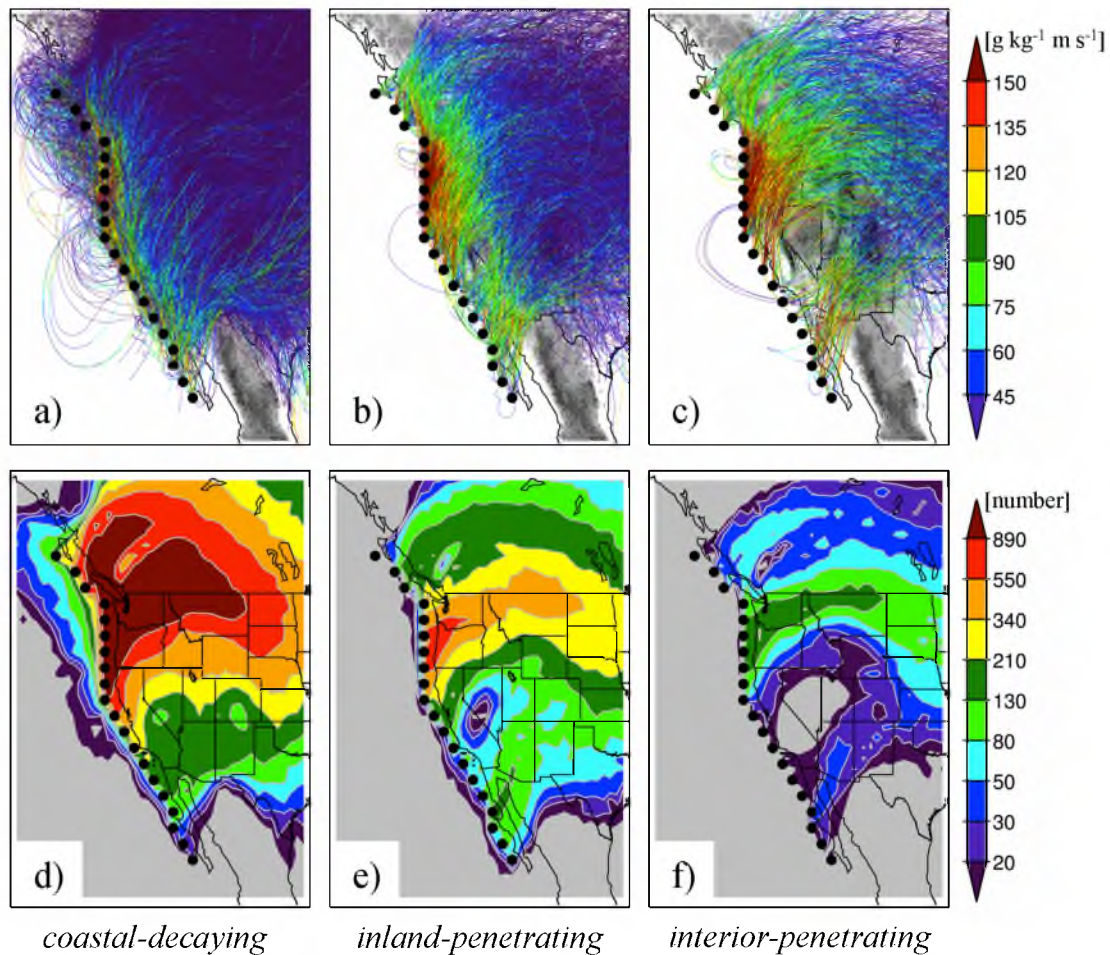 [g kg⁻¹ m s⁻¹]
150
135
120
105
90
75
60
45
a)
b)
c)
[number]
890
550
340
210
130
80
50
30
20
d)
e)
f)
coastal-decaying
inland-penetrating
interior-penetrating